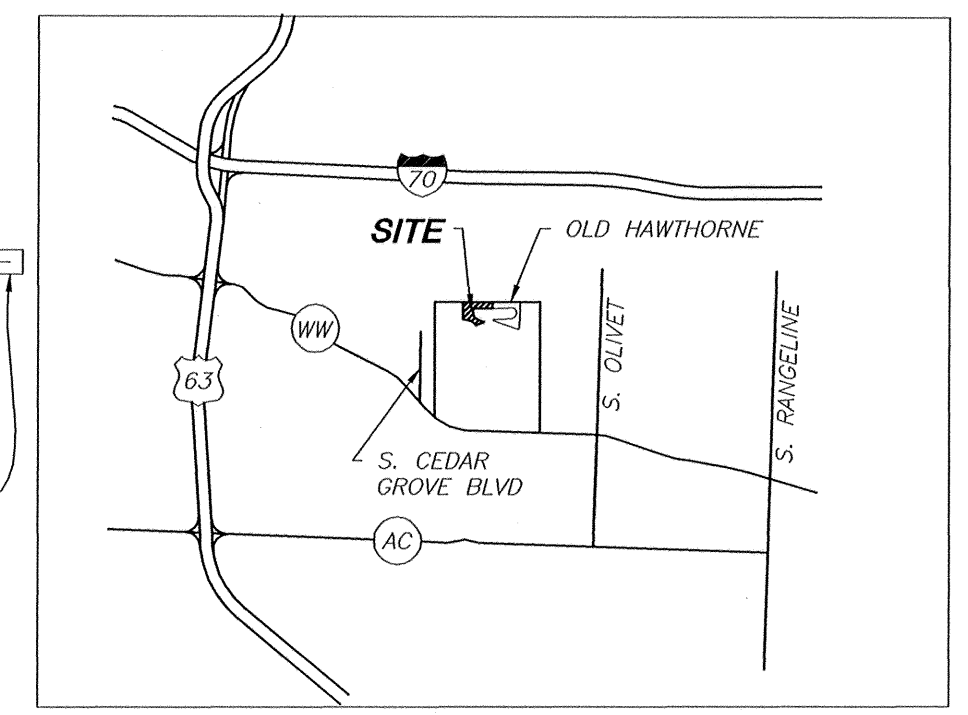 70
SITE
OLD HAWTHORNE
WW
63
S. OLIVET
S. RANGELINE
S. CEDAR
GROVE BLVD
AC